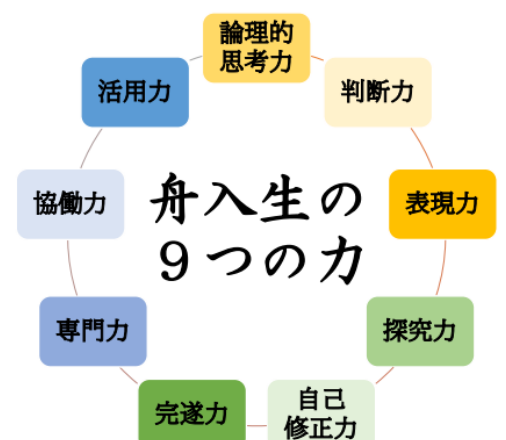 論理的
思考力
判断力
表現力
探究力
自己
修正力
完遂力
専門力
協働力
活用力
舟入生の
９つの力